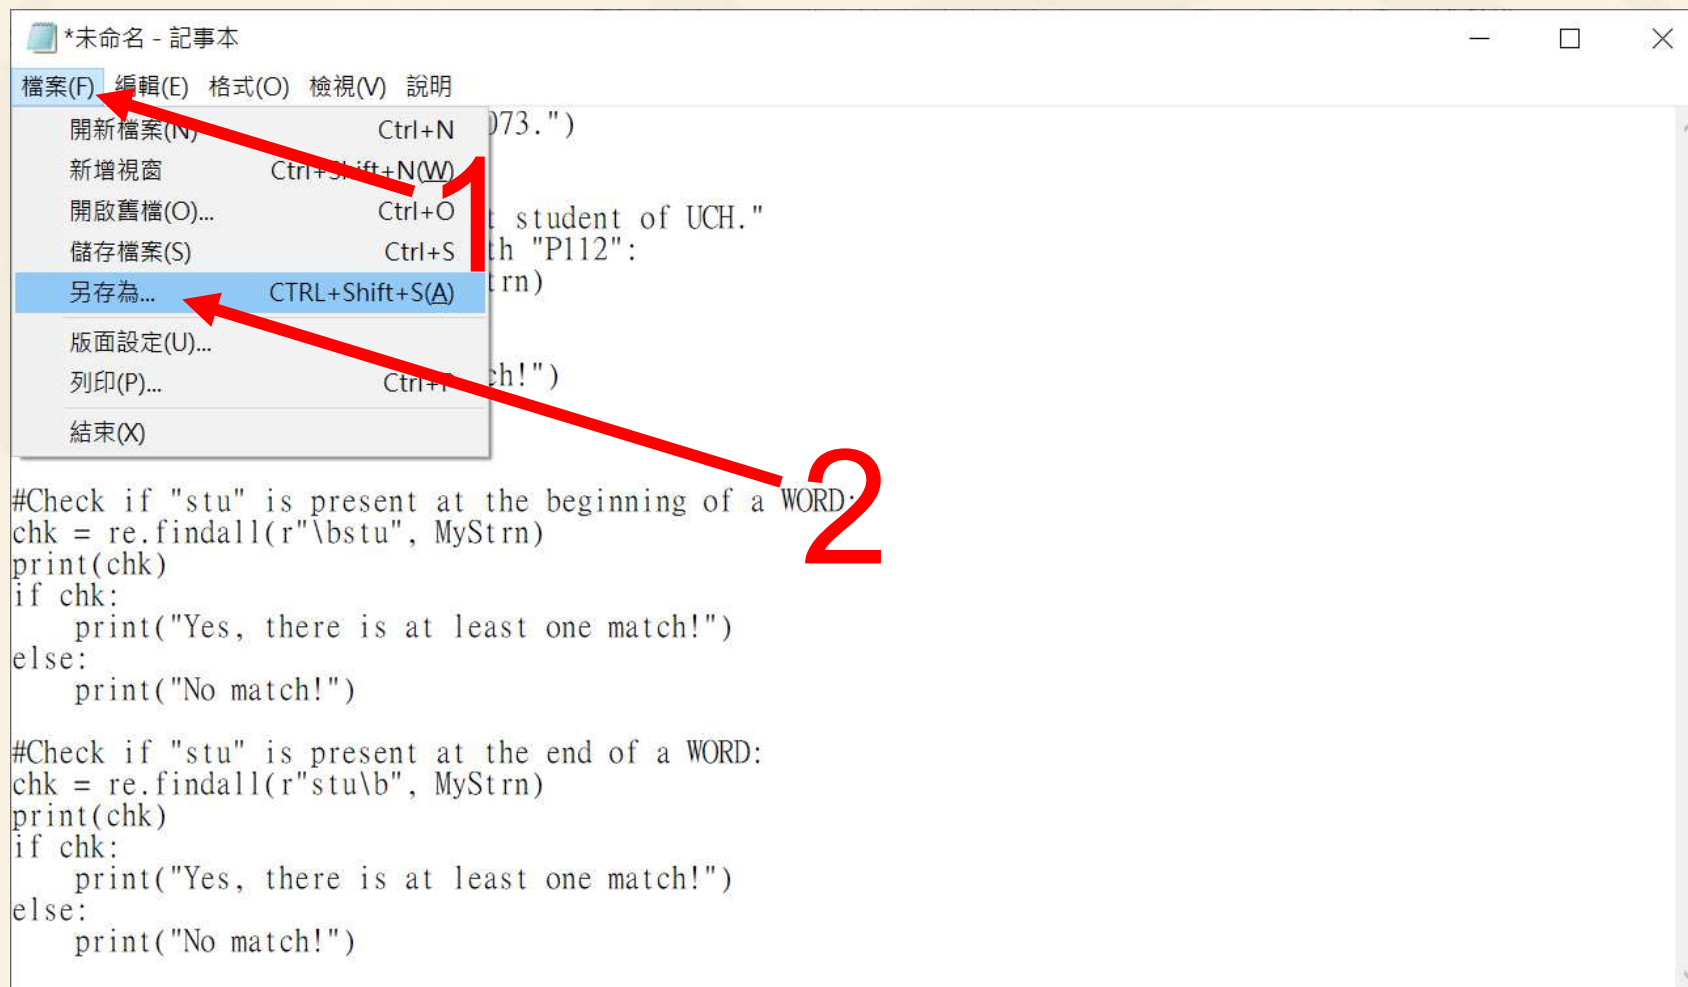 *未命名 - 記事本
檔案(F) 編輯(E) 格式(O) 檢視(V) 說明
開新檔案(N) Ctrl+N
新增視窗 Ctrl+Shift+N(W)
開啟舊檔(O)... Ctrl+O
儲存檔案(S) Ctrl+S
另存為... CTRL+Shift+S(A)
版面設定(U)...
列印(P)... Ctrl+P
結束(X)
1
2
073.")
t student of UCH."
th "P112":
trn)
ch!")
#Check if "stu" is present at the beginning of a WORD:
chk = re.findall(r"\bstu", MyStrn)
print(chk)
if chk:
    print("Yes, there is at least one match!")
else:
    print("No match!")
#Check if "stu" is present at the end of a WORD:
chk = re.findall(r"stu\b", MyStrn)
print(chk)
if chk:
    print("Yes, there is at least one match!")
else:
    print("No match!")